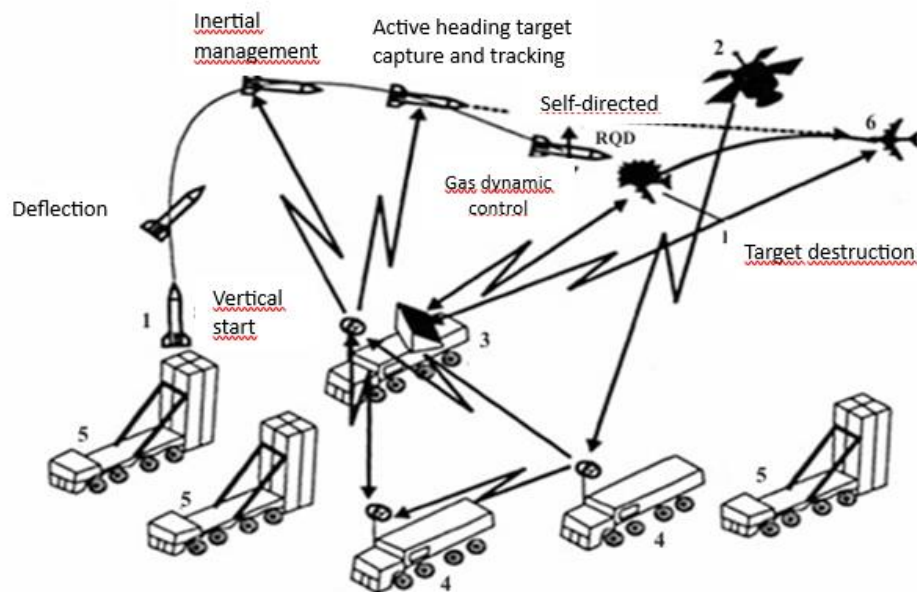 Inertial
management
Active heading target
capture and tracking
2
Self-directed
6
RQD
Gas dynamic
control
Deflection
1
Target destruction
1
Vertical
start
3
5
5
5
4
4